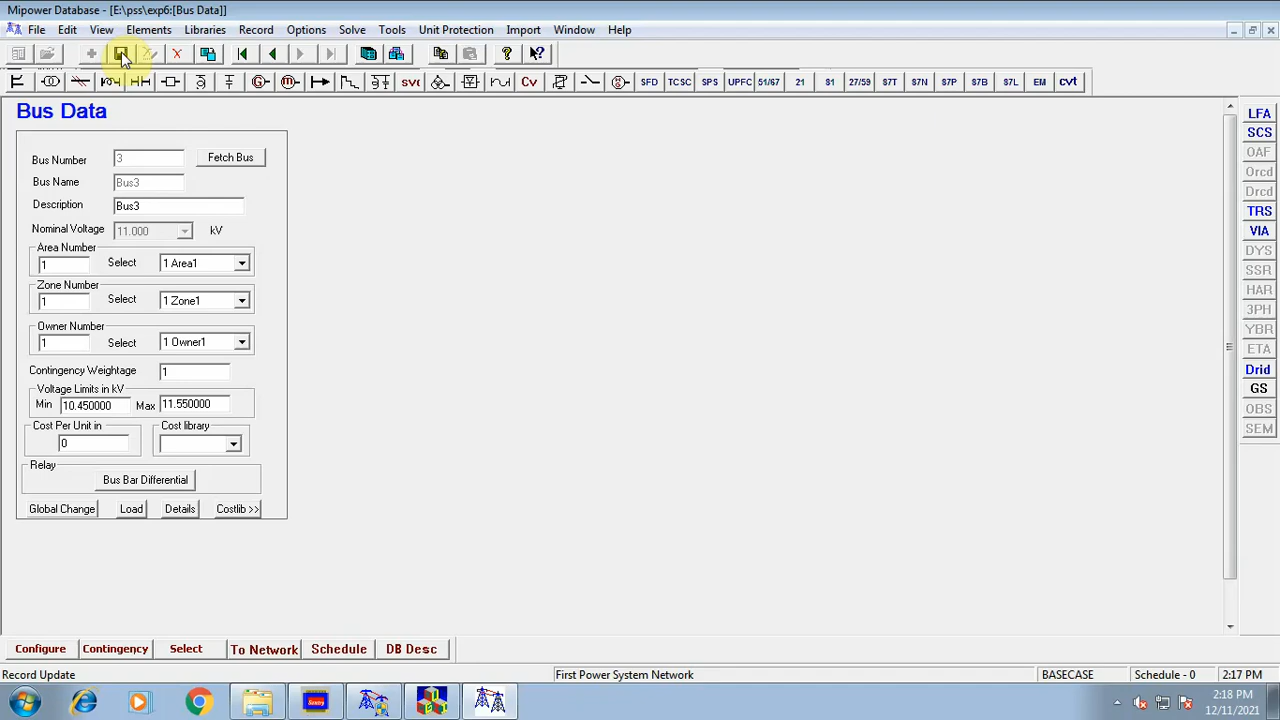 Mipower Database - [E:\pss\exp6:[Bus Data]]
File Edit View Elements Libraries Record Options Solve Tools Unit Protection Import Window Help
SVC Cv SFD TCSC SPS UPFC 51/67 21 81 27/59 87T 87N 87P 87B 87L EM cvt
Bus Data
Bus Number 3 Fetch Bus
Bus Name Bus3
Description Bus3
Nominal Voltage 11.000 kV
Area Number
1 Select 1 Area1
Zone Number
1 Select 1 Zone1
Owner Number
1 Select 1 Owner1
Contingency Weightage 1
Voltage Limits in kV
Min 10.450000 Max 11.550000
Cost Per Unit in Cost library
0
Relay
Bus Bar Differential
Global Change Load Details Costlib >>
LFA
SCS
OAF
Orcd
Drcd
TRS
VIA
DYS
SSR
HAR
3PH
YBR
ETA
Drid
GS
OBS
SEM
Configure Contingency Select To Network Schedule DB Desc
Record Update First Power System Network BASECASE Schedule - 0 2:17 PM
2:18 PM
12/11/2021